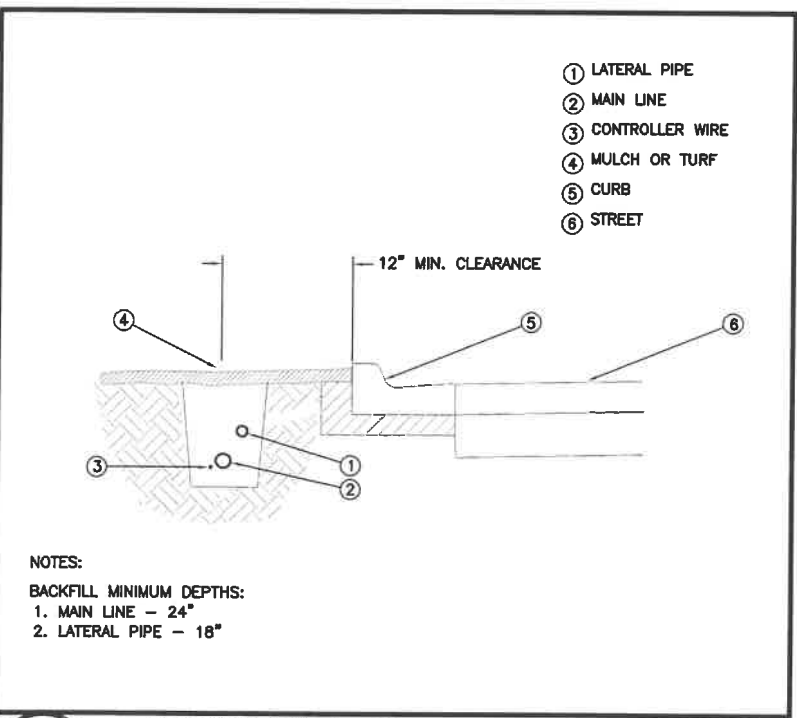 ① LATERAL PIPE
② MAIN LINE
③ CONTROLLER WIRE
④ MULCH OR TURF
⑤ CURB
⑥ STREET
12" MIN. CLEARANCE
④
⑤
⑥
①
③
②
NOTES:
BACKFILL MINIMUM DEPTHS:
1. MAIN LINE – 24"
2. LATERAL PIPE – 18"